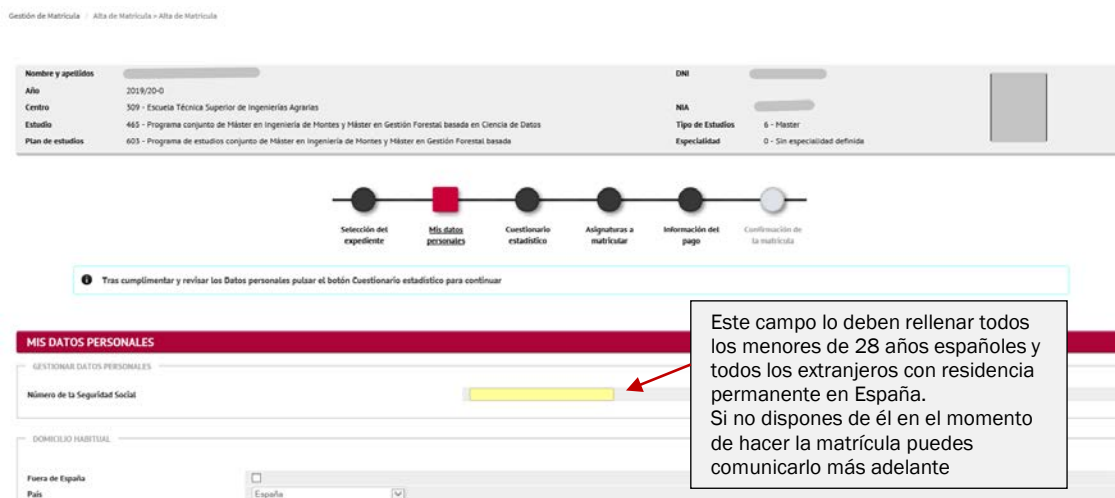 Gestión de Matrícula / Alta de Matrícula » Alta de Matrícula
Nombre y apellidos DNI
Año 2019/20-0
Centro 309 - Escuela Técnica Superior de Ingenierías Agrarias NIA
Estudio 465 - Programa conjunto de Máster en Ingeniería de Montes y Máster en Gestión Forestal basada en Ciencia de Datos Tipo de Estudios 6 - Master
Plan de estudios 603 - Programa de estudios conjunto de Máster en Ingeniería de Montes y Máster en Gestión Forestal basada Especialidad 0 - Sin especialidad definida
Selección del Mis datos Cuestionario Asignaturas a Información del Confirmación de
expediente personales estadístico matricular pago la matrícula
Tras cumplimentar y revisar los Datos personales pulsar el botón Cuestionario estadístico para continuar
MIS DATOS PERSONALES
GESTIONAR DATOS PERSONALES
Número de la Seguridad Social
Este campo lo deben rellenar todos
los menores de 28 años españoles y
todos los extranjeros con residencia
permanente en España.
Si no dispones de él en el momento
de hacer la matrícula puedes
comunicarlo más adelante
DOMICILIO HABITUAL
Fuera de España
País España